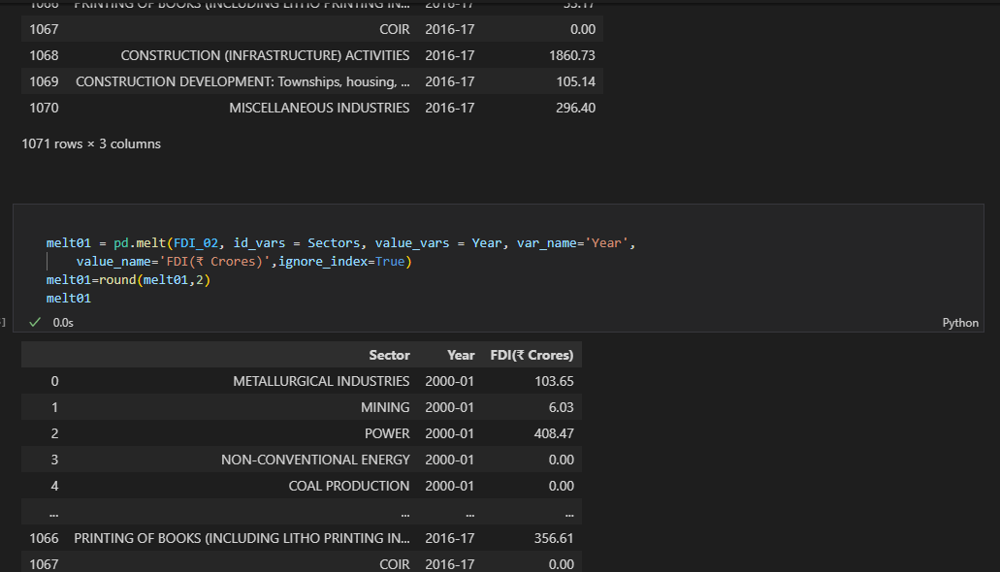 1066 PRINTING OF BOOKS (INCLUDING LITHO PRINTING IN... 2016-17 53.17
1067 COIR 2016-17 0.00
1068 CONSTRUCTION (INFRASTRUCTURE) ACTIVITIES 2016-17 1860.73
1069 CONSTRUCTION DEVELOPMENT: Townships, housing, ... 2016-17 105.14
1070 MISCELLANEOUS INDUSTRIES 2016-17 296.40
1071 rows × 3 columns
melt01 = pd.melt(FDI_02, id_vars = Sectors, value_vars = Year, var_name='Year',
value_name='FDI(₹ Crores)',ignore_index=True)
melt01=round(melt01,2)
melt01
] ✓ 0.0s Python
Sector Year FDI(₹ Crores)
0 METALLURGICAL INDUSTRIES 2000-01 103.65
1 MINING 2000-01 6.03
2 POWER 2000-01 408.47
3 NON-CONVENTIONAL ENERGY 2000-01 0.00
4 COAL PRODUCTION 2000-01 0.00
... ... ... ...
1066 PRINTING OF BOOKS (INCLUDING LITHO PRINTING IN... 2016-17 356.61
1067 COIR 2016-17 0.00